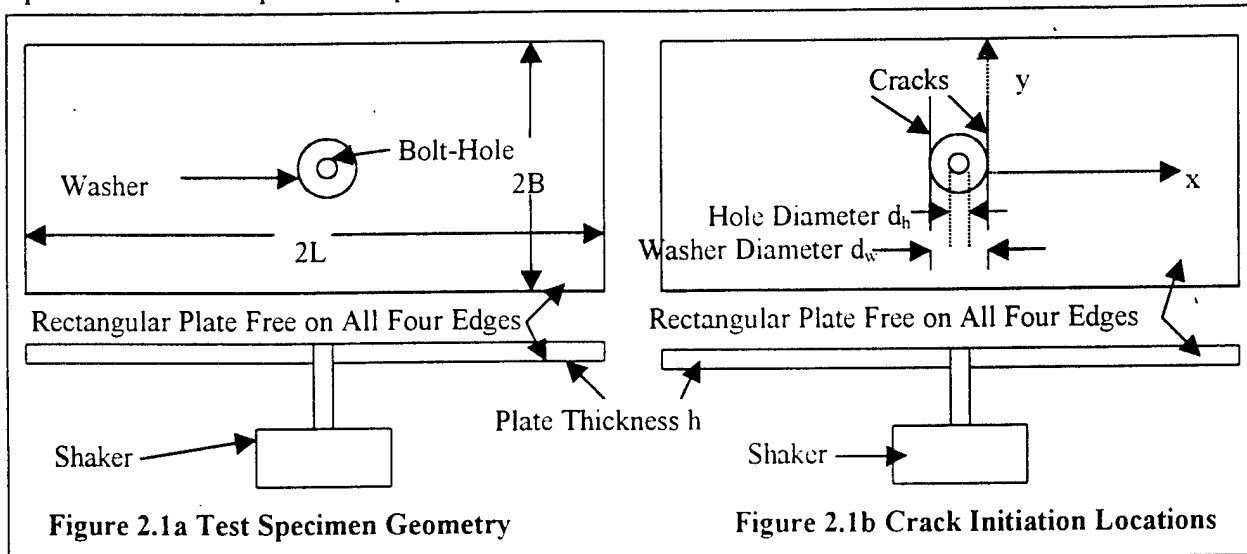 Washer
Bolt-Hole
2B
2L
Rectangular Plate Free on All Four Edges
Plate Thickness h
Shaker
Figure 2.1a Test Specimen Geometry
Cracks
y
x
Hole Diameter dh
Washer Diameter dw
Rectangular Plate Free on All Four Edges
Shaker
Figure 2.1b Crack Initiation Locations